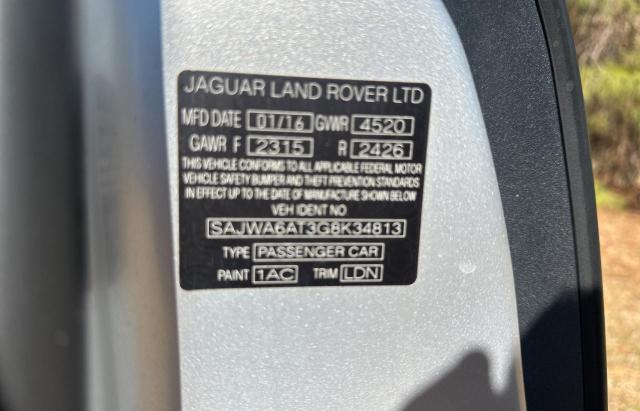 JAGUAR LAND ROVER LTD
MFD DATE 01/16 GVWR 4520
GAWR F 2315 R 2426
THIS VEHICLE CONFORMS TO ALL APPLICABLE FEDERAL MOTOR
VEHICLE SAFETY BUMPER AND THEFT PREVENTION STANDARDS
IN EFFECT UP TO THE DATE OF MANUFACTURE SHOWN BELOW
VEH IDENT NO
SAJWA6AT3G8K34813
TYPE PASSENGER CAR
PAINT 1AC TRIM LDN